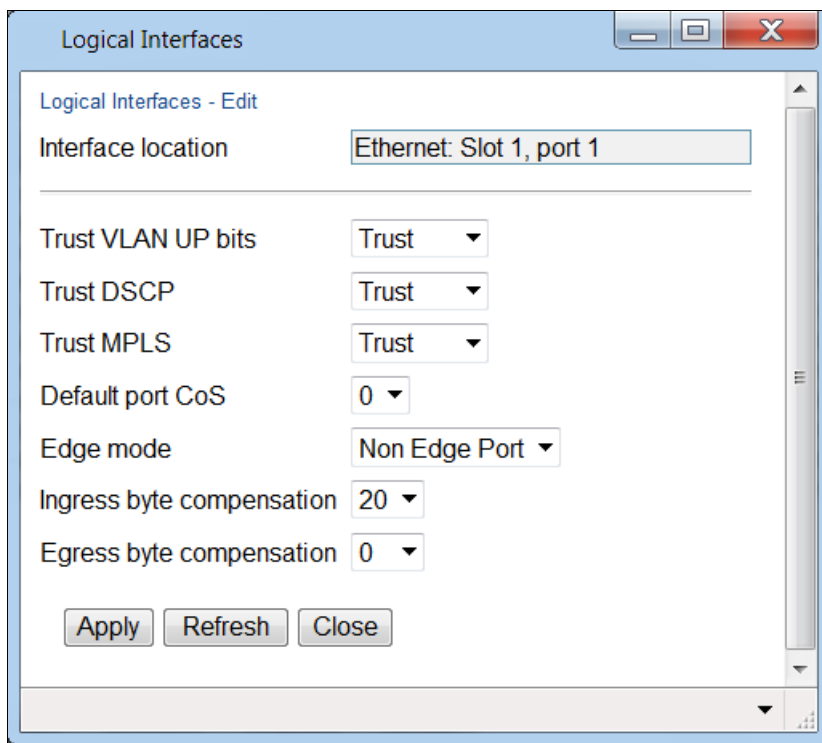 Logical Interfaces
Logical Interfaces - Edit
Interface location Ethernet: Slot 1, port 1
Trust VLAN UP bits Trust
Trust DSCP Trust
Trust MPLS Trust
Default port CoS 0
Edge mode Non Edge Port
Ingress byte compensation 20
Egress byte compensation 0
Apply Refresh Close